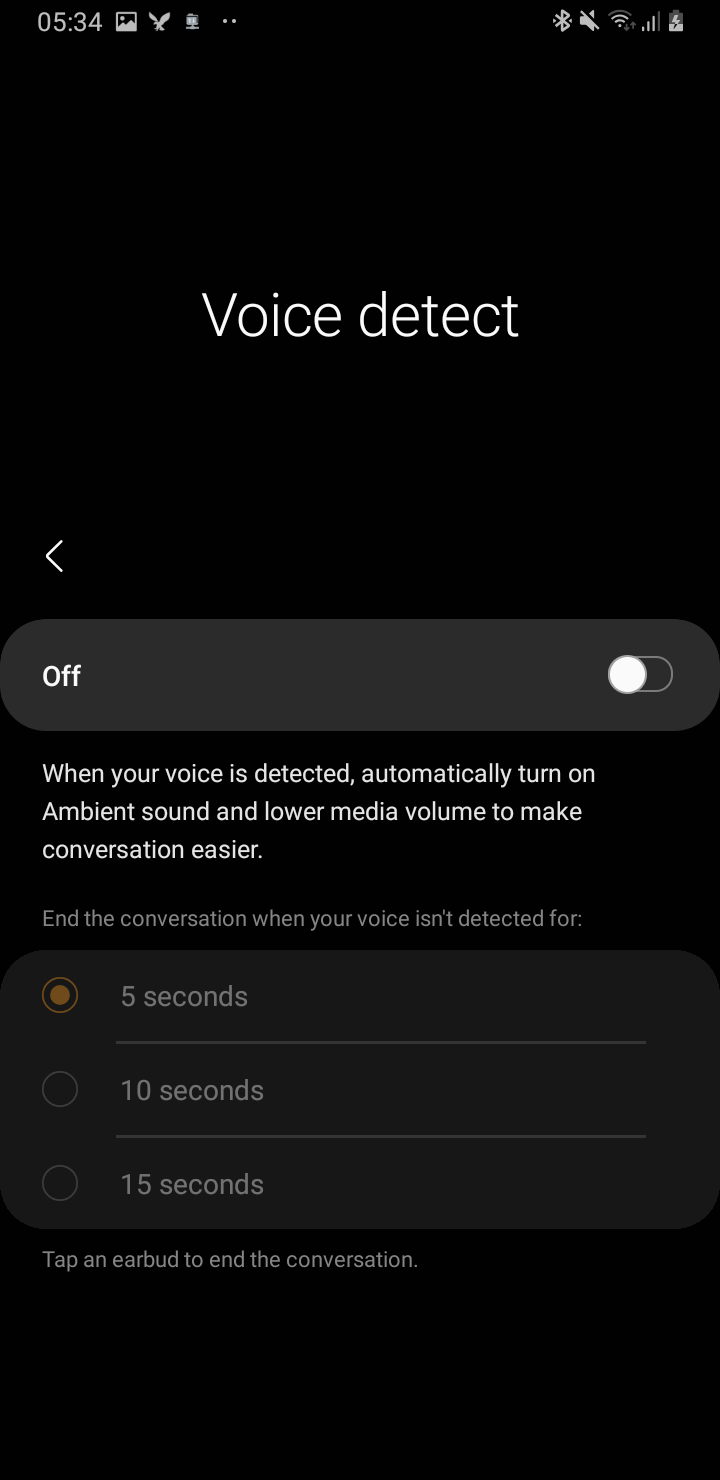 05:34
Voice detect
Off
When your voice is detected, automatically turn on
Ambient sound and lower media volume to make
conversation easier.
End the conversation when your voice isn't detected for:
5 seconds
10 seconds
15 seconds
Tap an earbud to end the conversation.